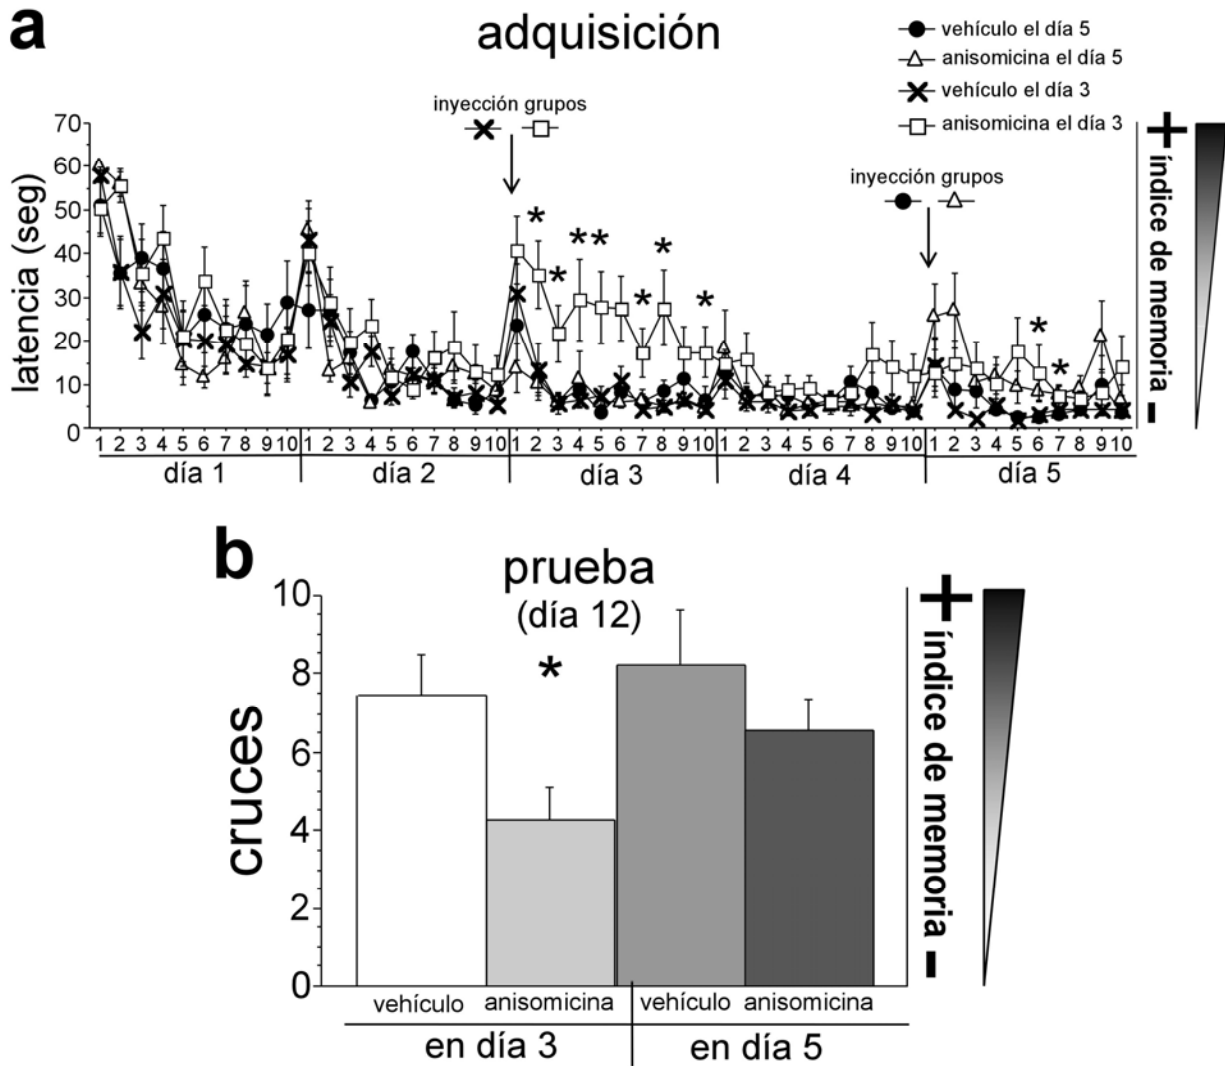 a
adquisición
vehículo el día 5
anisomicina el día 5
vehículo el día 3
anisomicina el día 3
inyección grupos
inyección grupos
latencia (seg)
70
60
50
40
30
20
10
0
1 2 3 4 5 6 7 8 9 10 1 2 3 4 5 6 7 8 9 10 1 2 3 4 5 6 7 8 9 10 1 2 3 4 5 6 7 8 9 10 1 2 3 4 5 6 7 8 9 10
día 1 día 2 día 3 día 4 día 5
* * * * * * * *
* *
+
índice de memoria
-
b
prueba
(día 12)
*
cruces
10
8
6
4
2
0
vehículo anisomicina vehículo anisomicina
en día 3 en día 5
+
índice de memoria
-